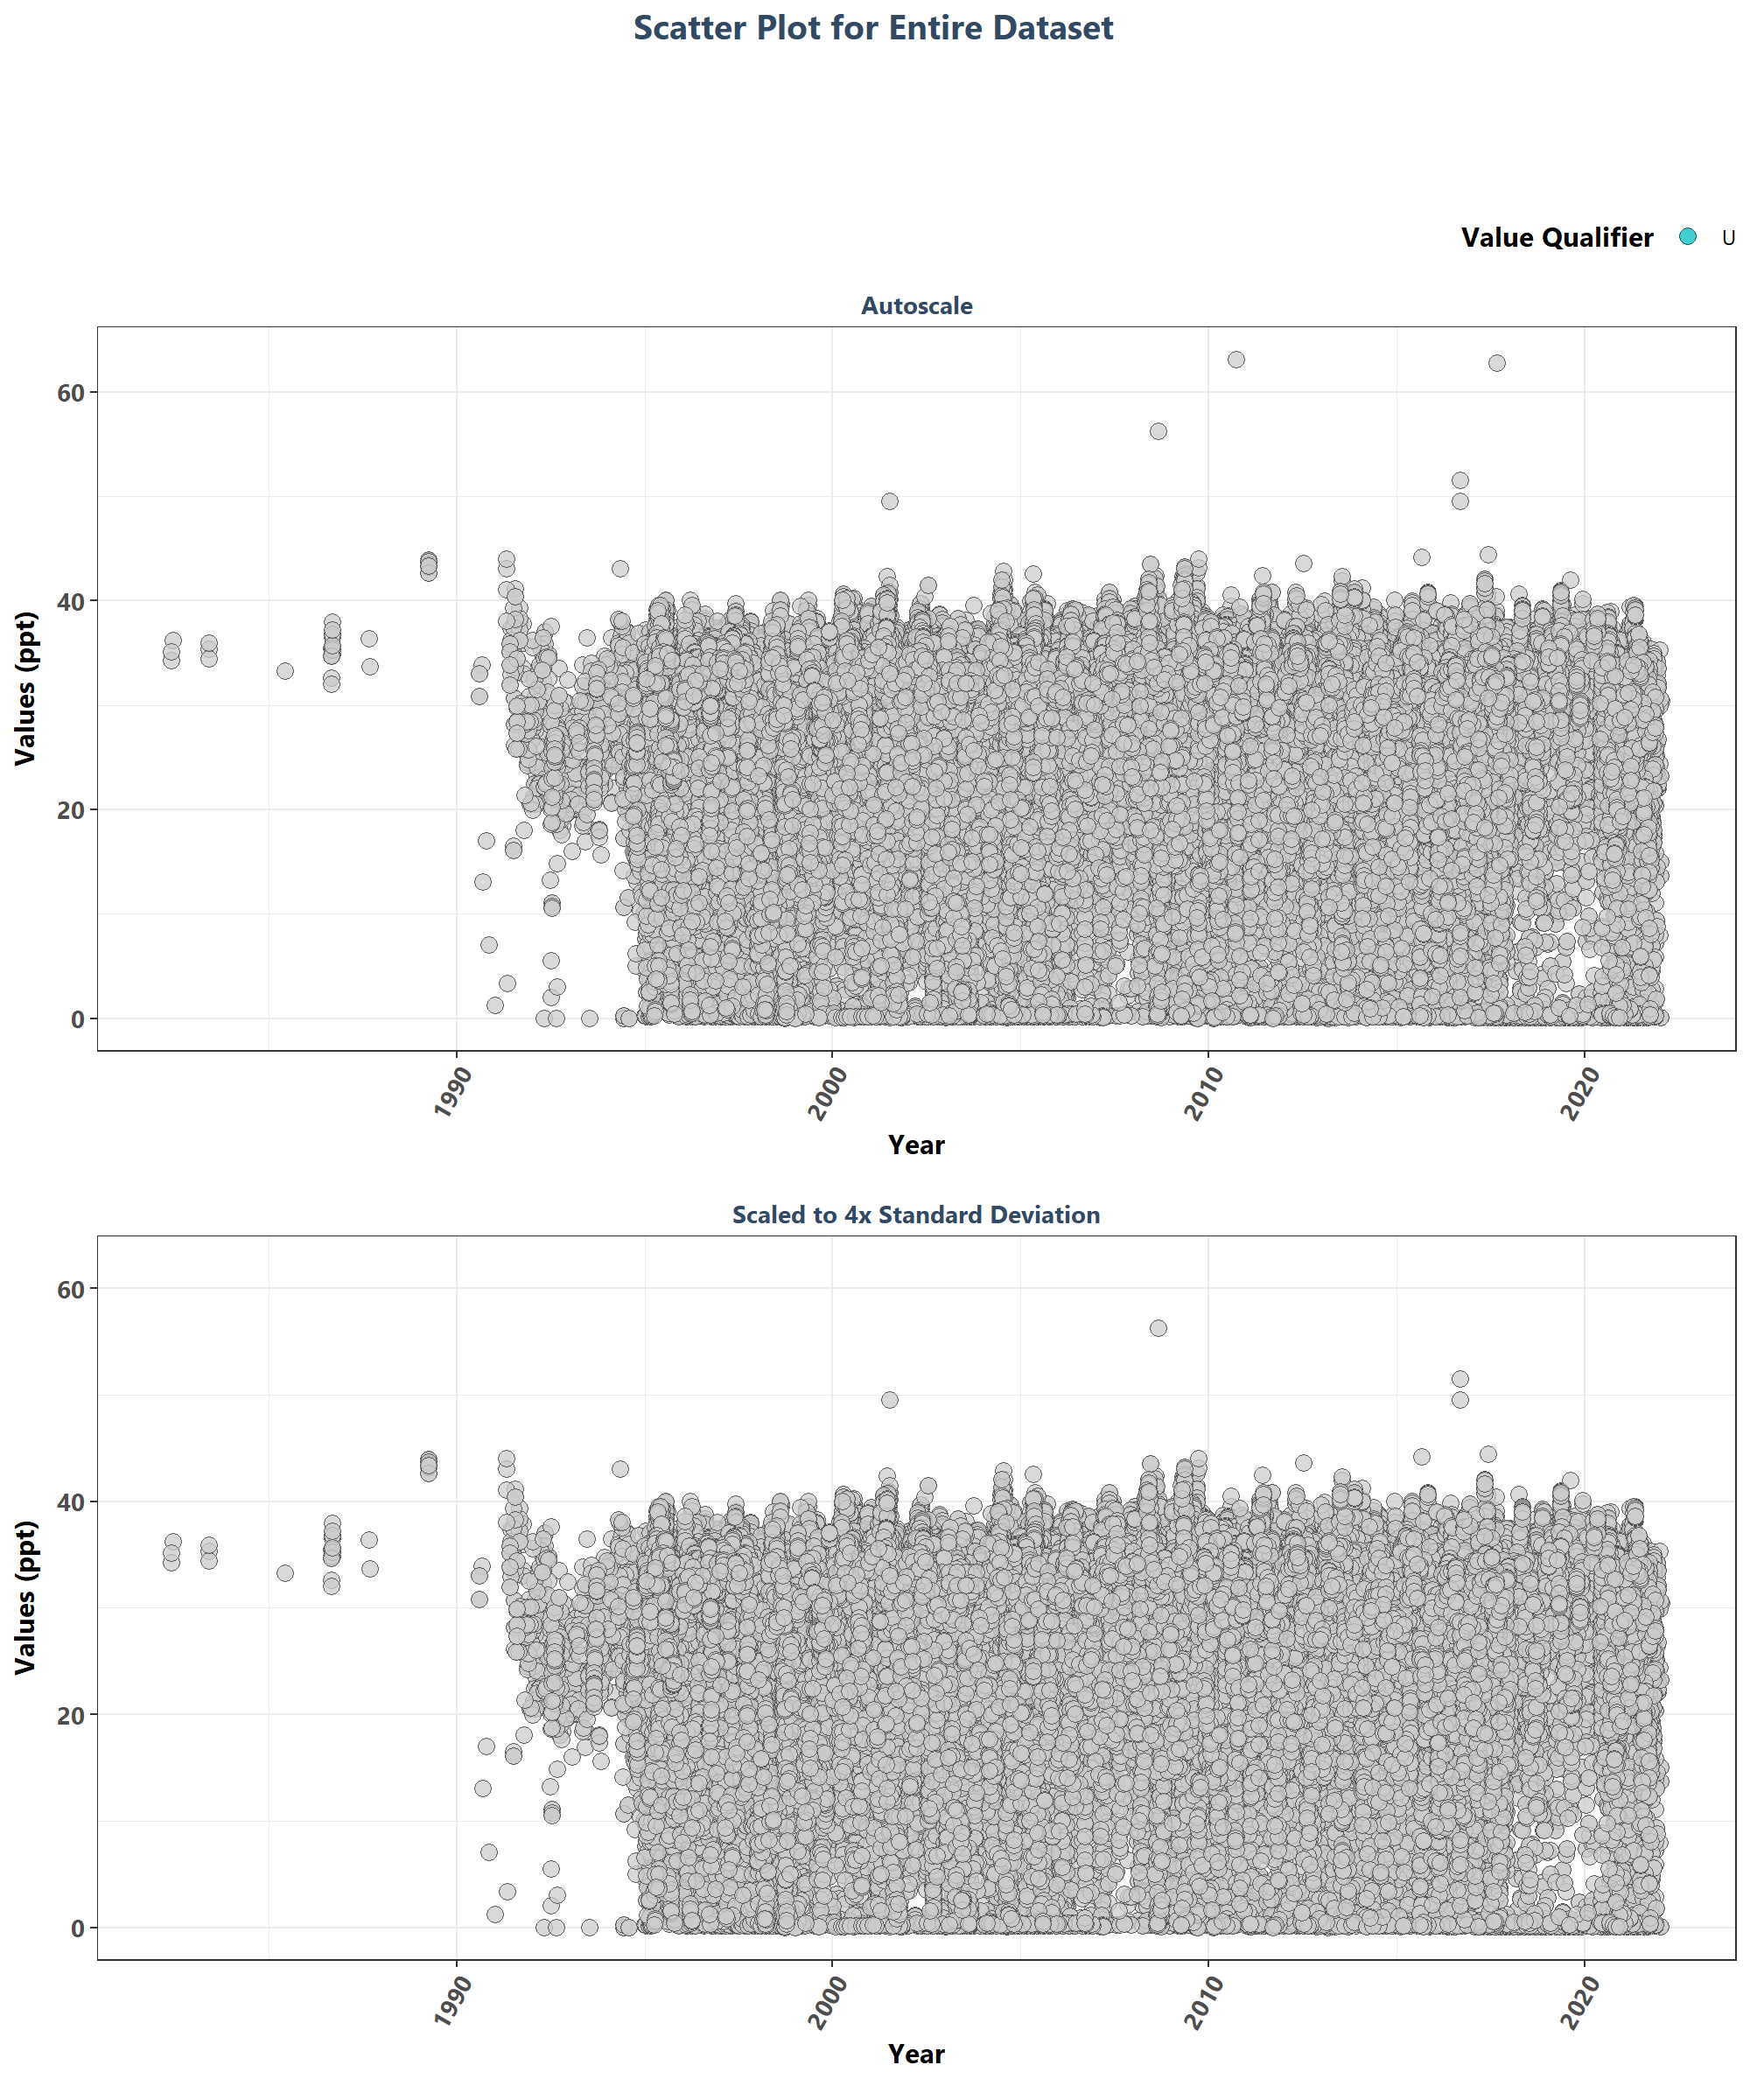 Scatter Plot for Entire Dataset
Value Qualifier U
Autoscale
60
40
20
0
Values (ppt)
1990 2000 2010 2020
Year
Scaled to 4x Standard Deviation
60
40
20
0
Values (ppt)
1990 2000 2010 2020
Year